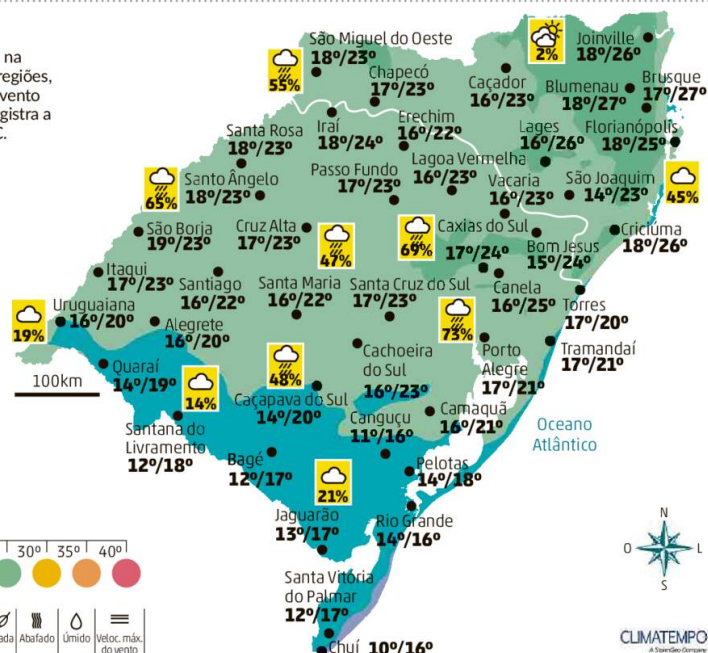 na
regiões,
vento
gistra a
C.
São Miguel do Oeste
18º/23º
55%
Chapecó
17º/23º
Caçador
16º/23º
2%
Joinville
18º/26º
Blumenau
18º/27º
Brusque
17º/27º
Santa Rosa
18º/23º
Iraí
18º/24º
Erechim
16º/22º
Lages
16º/26º
Florianópolis
18º/25º
65%
Santo Ângelo
18º/23º
Passo Fundo
17º/23º
Lagoa Vermelha
16º/23º
Vacaria
16º/23º
São Joaquim
14º/23º
45%
São Borja
19º/23º
Cruz Alta
17º/23º
47%
69%
Caxias do Sul
17º/24º
Bom Jesus
15º/24º
Criciúma
18º/26º
Itaqui
17º/23º
Santiago
16º/22º
Santa Maria
16º/22º
Santa Cruz do Sul
17º/23º
Canela
16º/25º
Torres
17º/20º
19%
Uruguaiana
16º/20º
Alegrete
16º/20º
73%
Porto
Alegre
17º/21º
Tramandaí
17º/21º
Quaraí
14º/19º
100km
14%
48%
Caçapava do Sul
14º/20º
Cachoeira
do Sul
16º/23º
Camaquã
16º/21º
Oceano
Atlântico
Santana do
Livramento
12º/18º
Bagé
12º/17º
Canguçu
11º/16º
Pelotas
14º/18º
21%
Jaguarão
13º/17º
Rio Grande
14º/16º
Santa Vitória
do Palmar
12º/17º
Chuí 10º/16º
30º 35º 40º
ada
Abafado
Úmido
Veloc. máx.
do vento
N
O L
S
CLIMATEMPO
A StormGeo Company